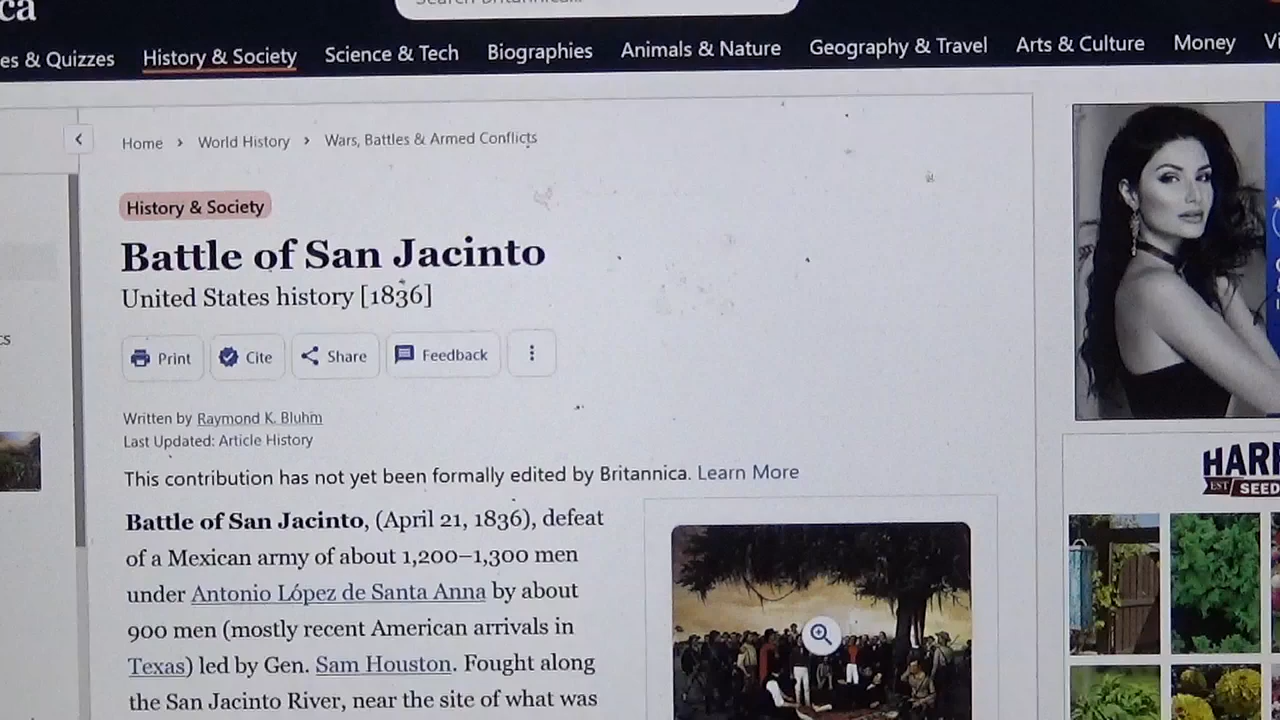 ca
es & Quizzes History & Society Science & Tech Biographies Animals & Nature Geography & Travel Arts & Culture Money Vi
Home > World History > Wars, Battles & Armed Conflicts
History & Society
Battle of San Jacinto
United States history [1836]
Print Cite Share Feedback
Written by Raymond K. Bluhm
Last Updated: Article History
This contribution has not yet been formally edited by Britannica. Learn More
Battle of San Jacinto, (April 21, 1836), defeat
of a Mexican army of about 1,200–1,300 men
under Antonio López de Santa Anna by about
900 men (mostly recent American arrivals in
Texas) led by Gen. Sam Houston. Fought along
the San Jacinto River, near the site of what was
HARR
EST SEED